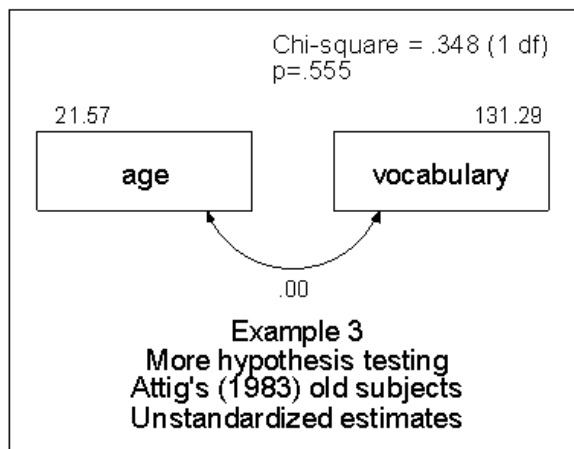 Chi-square = .348 (1 df)
p=.555
21.57
131.29
age
vocabulary
.00
Example 3
More hypothesis testing
Attig's (1983) old subjects
Unstandardized estimates